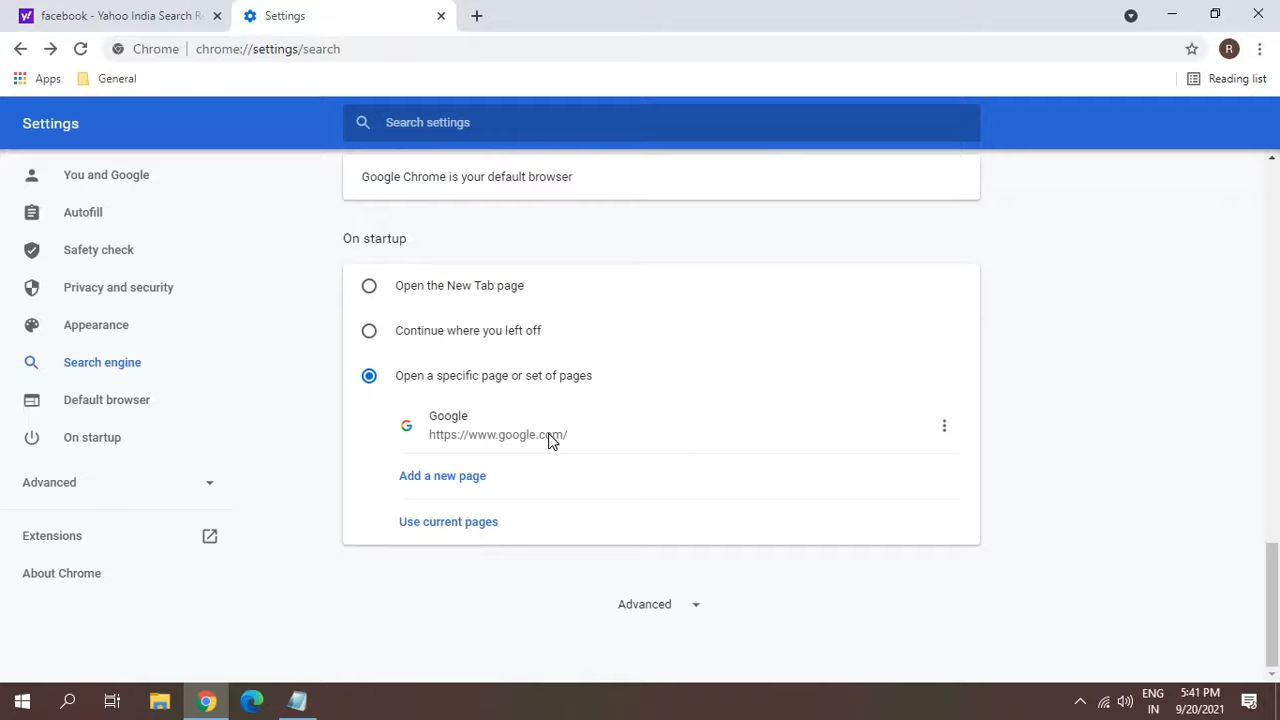 facebook - Yahoo India Search Re
Settings
Chrome
chrome://settings/search
R
Apps
General
Reading list
Settings
Search settings
You and Google
Autofill
Safety check
Privacy and security
Appearance
Search engine
Default browser
On startup
Advanced
Extensions
About Chrome
Google Chrome is your default browser
On startup
Open the New Tab page
Continue where you left off
Open a specific page or set of pages
Google
https://www.google.com/
Add a new page
Use current pages
Advanced
ENG
IN
5:41 PM
9/20/2021